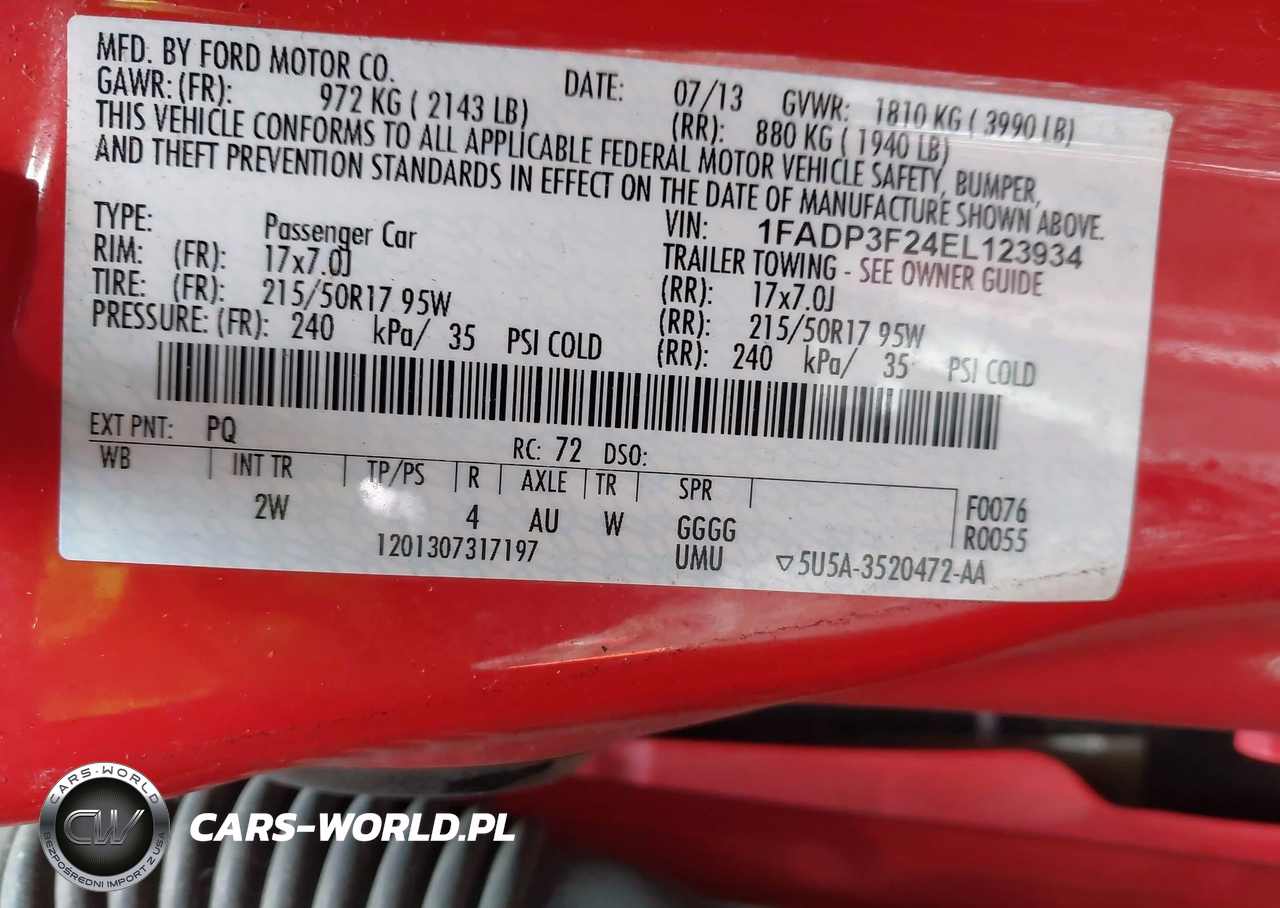 MFD. BY FORD MOTOR CO. DATE: 07/13 GVWR: 1810 KG ( 3990 LB)
GAWR: (FR): 972 KG ( 2143 LB) (RR): 880 KG ( 1940 LB)
THIS VEHICLE CONFORMS TO ALL APPLICABLE FEDERAL MOTOR VEHICLE SAFETY, BUMPER,
AND THEFT PREVENTION STANDARDS IN EFFECT ON THE DATE OF MANUFACTURE SHOWN ABOVE.
VIN: 1FADP3F24EL123934
TYPE: Passenger Car TRAILER TOWING - SEE OWNER GUIDE
RIM: (FR): 17x7.0J (RR): 17x7.0J
TIRE: (FR): 215/50R17 95W (RR): 215/50R17 95W
PRESSURE: (FR): 240 kPa/ 35 PSI COLD (RR): 240 kPa/ 35 PSI COLD
EXT PNT: PQ RC: 72 DSO:
WB INT TR TP/PS R AXLE TR SPR F0076
2W 4 AU W GGGG R0055
1201307317197 UMU ▽5U5A-3520472-AA
CARS-WORLD
CW
BEZPOŚREDNI IMPORT Z USA
CARS-WORLD.PL